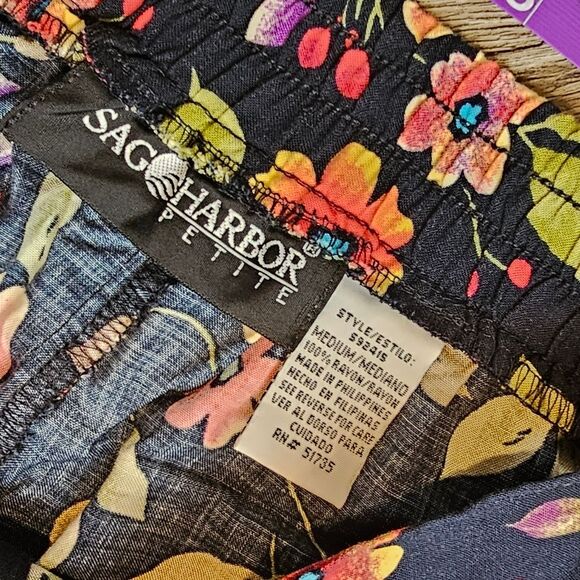 SAG HARBOR®
PETITE
STYLE/ESTILO:
592415
MEDIUM/MEDIANO
100% RAYON/RAYON
MADE IN PHILIPPINES
HECHO EN FILIPINAS
SEE REVERSE FOR CARE
VER AL DORSO PARA
CUIDADO
RN# 51735